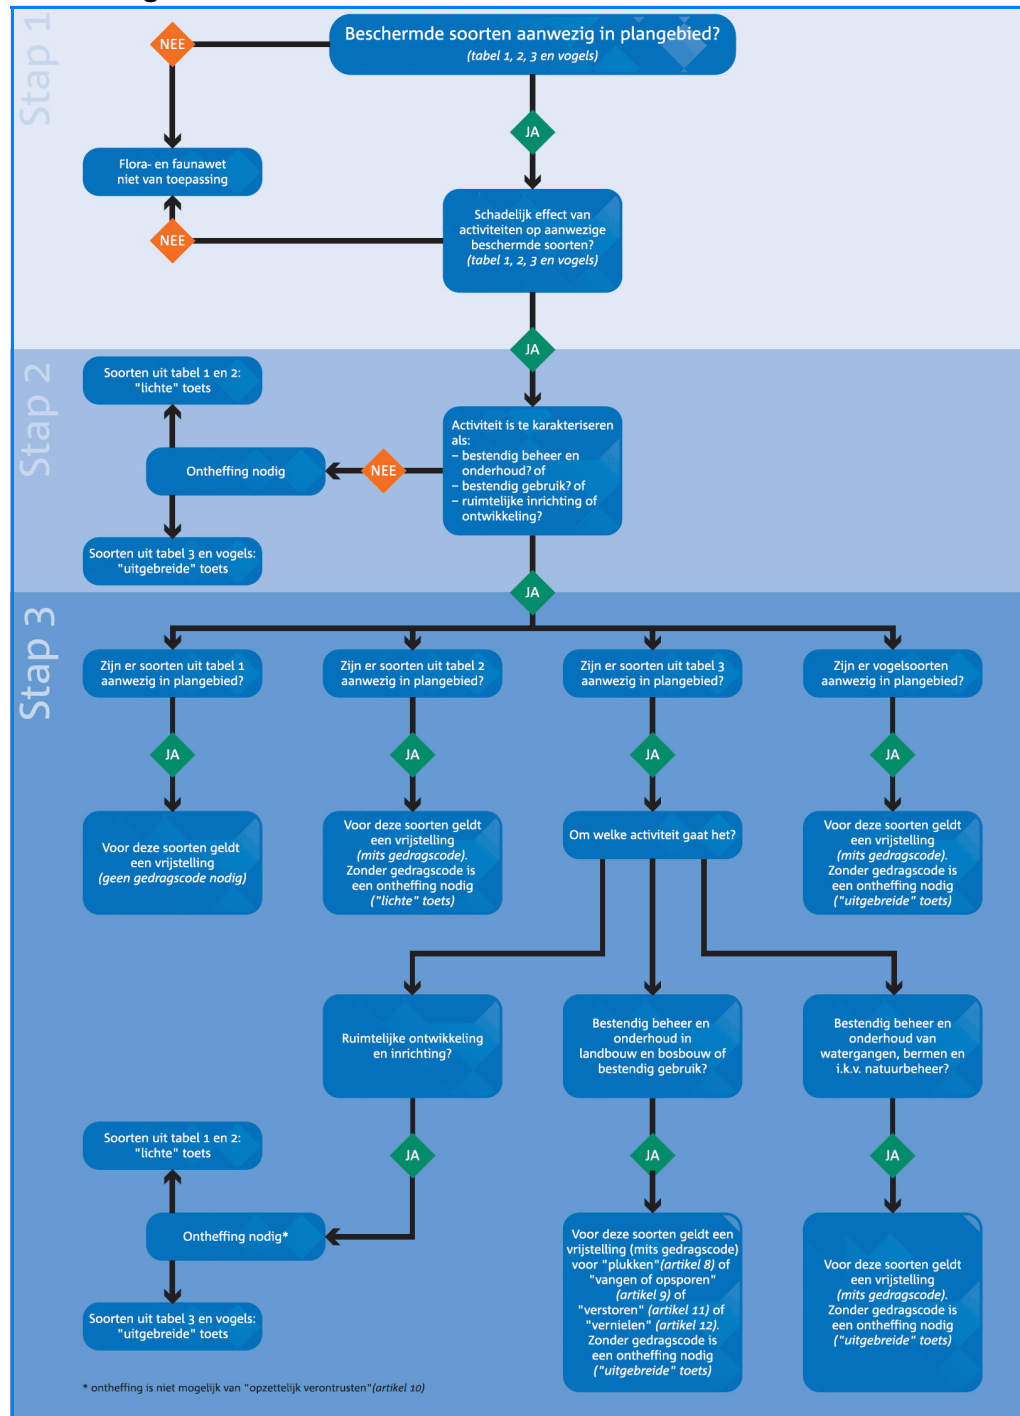 Stap 1
Beschermde soorten aanwezig in plangebied?
(tabel 1, 2, 3 en vogels)
NEE
JA
Flora- en faunawet
niet van toepassing
Schadelijk effect van
activiteiten op aanwezige
beschermde soorten?
(tabel 1, 2, 3 en vogels)
NEE
JA
Stap 2
Soorten uit tabel 1 en 2:
"lichte" toets
Activiteit is te karakteriseren
als:
– bestendig beheer en
onderhoud? of
– bestendig gebruik? of
– ruimtelijke inrichting of
ontwikkeling?
NEE
Ontheffing nodig
Soorten uit tabel 3 en vogels:
"uitgebreide" toets
JA
Stap 3
Zijn er soorten uit tabel 1
aanwezig in plangebied?
Zijn er soorten uit tabel 2
aanwezig in plangebied?
Zijn er soorten uit tabel 3
aanwezig in plangebied?
Zijn er vogelsoorten
aanwezig in plangebied?
JA
JA
JA
JA
Voor deze soorten geldt
een vrijstelling
(geen gedragscode nodig)
Voor deze soorten geldt
een vrijstelling
(mits gedragscode).
Zonder gedragscode is
een ontheffing nodig
("lichte" toets)
Om welke activiteit gaat het?
Voor deze soorten geldt
een vrijstelling
(mits gedragscode).
Zonder gedragscode is
een ontheffing nodig
("uitgebreide" toets)
Ruimtelijke ontwikkeling
en inrichting?
Bestendig beheer en
onderhoud in
landbouw en bosbouw of
bestendig gebruik?
Bestendig beheer en
onderhoud van
watergangen, bermen en
i.k.v. natuurbeheer?
JA
JA
JA
Soorten uit tabel 1 en 2:
"lichte" toets
Ontheffing nodig*
Soorten uit tabel 3 en vogels:
"uitgebreide" toets
Voor deze soorten geldt een
vrijstelling (mits gedragscode)
voor "plukken" (artikel 8) of
"vangen of opsporen"
(artikel 9) of
"verstoren" (artikel 11) of
"vernielen" (artikel 12).
Zonder gedragscode is
een ontheffing nodig
("uitgebreide" toets)
Voor deze soorten geldt
een vrijstelling
(mits gedragscode).
Zonder gedragscode is
een ontheffing nodig
("uitgebreide" toets)
* ontheffing is niet mogelijk van "opzettelijk verontrusten" (artikel 10)